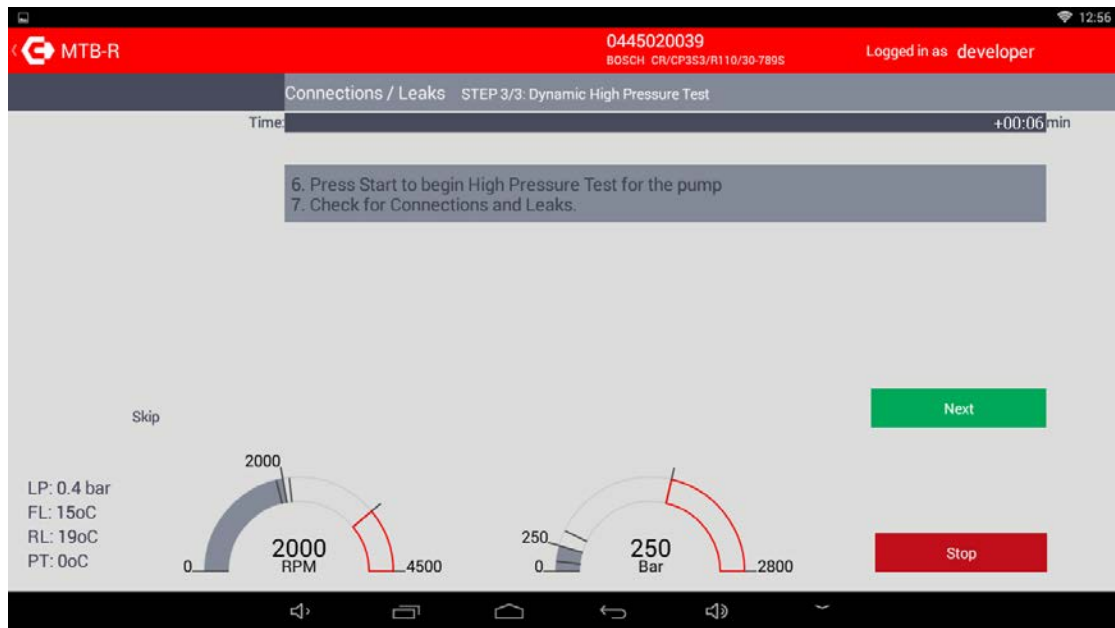 12:56
MTB-R
0445020039
BOSCH CR/CP3S3/R110/30-789S
Logged in as developer
Connections / Leaks STEP 3/3: Dynamic High Pressure Test
Time: +00:06 min
6. Press Start to begin High Pressure Test for the pump
7. Check for Connections and Leaks.
Next
Skip
LP: 0.4 bar
FL: 15oC
RL: 19oC
PT: 0oC
2000
0
2000
RPM
4500
250
0
250
Bar
2800
Stop